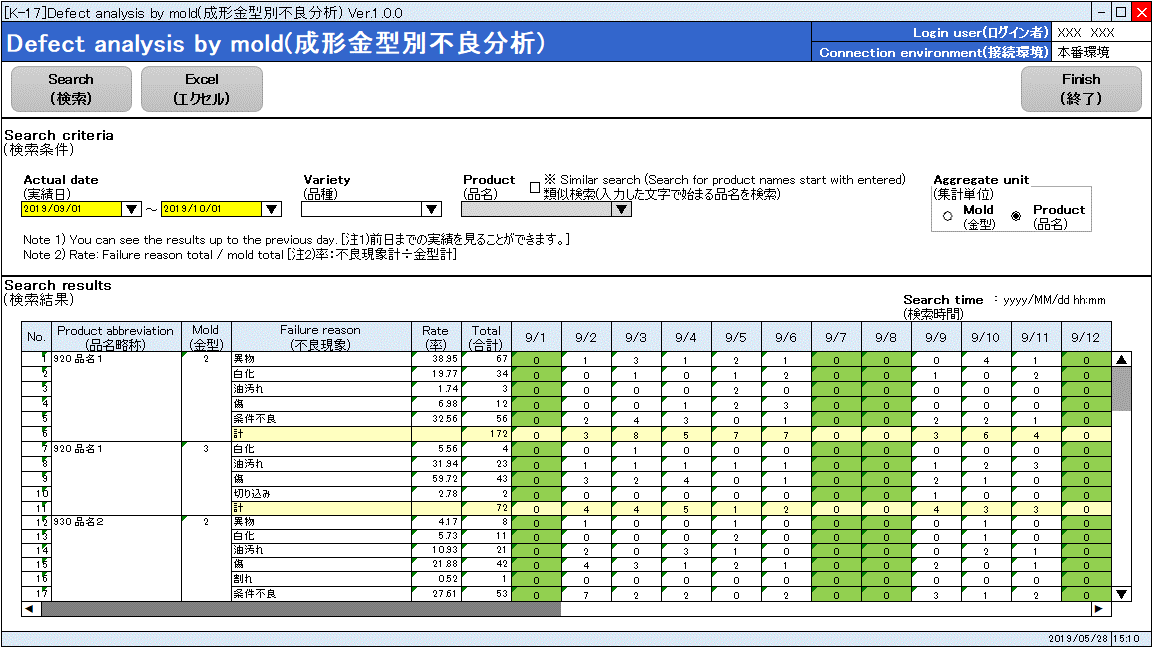 [K-17]Defect analysis by mold(成形金型別不良分析) Ver.1.0.0
Defect analysis by mold(成形金型別不良分析)
Login user(ログイン者) XXX XXX
Connection environment(接続環境) 本番環境
Search Excel Finish
(検索) (エクセル) (終了)
Search criteria
(検索条件)
Actual date Variety Product ※ Similar search (Search for product names start with entered) Aggregate unit
(実績日) (品種) (品名) 類似検索(入力した文字で始まる品名を検索) (集計単位)
2019/09/01 ～ 2019/10/01 Mold Product
(金型) (品名)
Note 1) You can see the results up to the previous day. [注1)前日までの実績を見ることができます。]
Note 2) Rate: Failure reason total / mold total [注2)率：不良現象計÷金型計]
Search results
(検索結果)
Search time : yyyy/MM/dd hh:mm
(検索時間)
No. Product abbreviation Mold Failure reason Rate Total 9/1 9/2 9/3 9/4 9/5 9/6 9/7 9/8 9/9 9/10 9/11 9/12
(品名略称) (金型) (不良現象) (率) (合計)
1 920 品名1 2 異物 38.95 67 0 1 3 1 2 1 0 0 0 4 1 0
2 白化 19.77 34 0 0 1 0 1 2 0 0 1 0 2 0
3 油汚れ 1.74 3 0 0 0 0 2 0 0 0 0 0 0 0
4 傷 6.98 12 0 0 0 1 2 3 0 0 0 0 0 0
5 条件不良 32.56 56 0 2 4 3 0 1 0 0 2 2 1 0
6 計 172 0 3 8 5 7 7 0 0 3 6 4 0
7 920 品名1 3 白化 5.56 4 0 0 1 0 0 0 0 0 0 0 0 0
8 油汚れ 31.94 23 0 1 1 1 1 1 0 0 1 2 3 0
9 傷 59.72 43 0 3 2 4 0 1 0 0 2 1 0 0
10 切り込み 2.78 2 0 0 0 0 0 0 0 0 1 0 0 0
11 計 72 0 4 4 5 1 2 0 0 4 3 3 0
12 930 品名2 2 異物 4.17 8 0 1 0 0 1 0 0 0 0 1 0 0
13 白化 5.73 11 0 0 0 0 2 0 0 0 0 1 0 0
14 油汚れ 10.93 21 0 2 0 3 1 0 0 0 0 2 1 0
15 傷 21.88 42 0 4 3 1 2 1 0 0 2 0 1 0
16 割れ 0.52 1 0 0 0 0 0 0 0 0 0 0 0 0
17 条件不良 27.61 53 0 7 2 2 0 2 0 0 3 1 2 0
2019/05/28 15:10